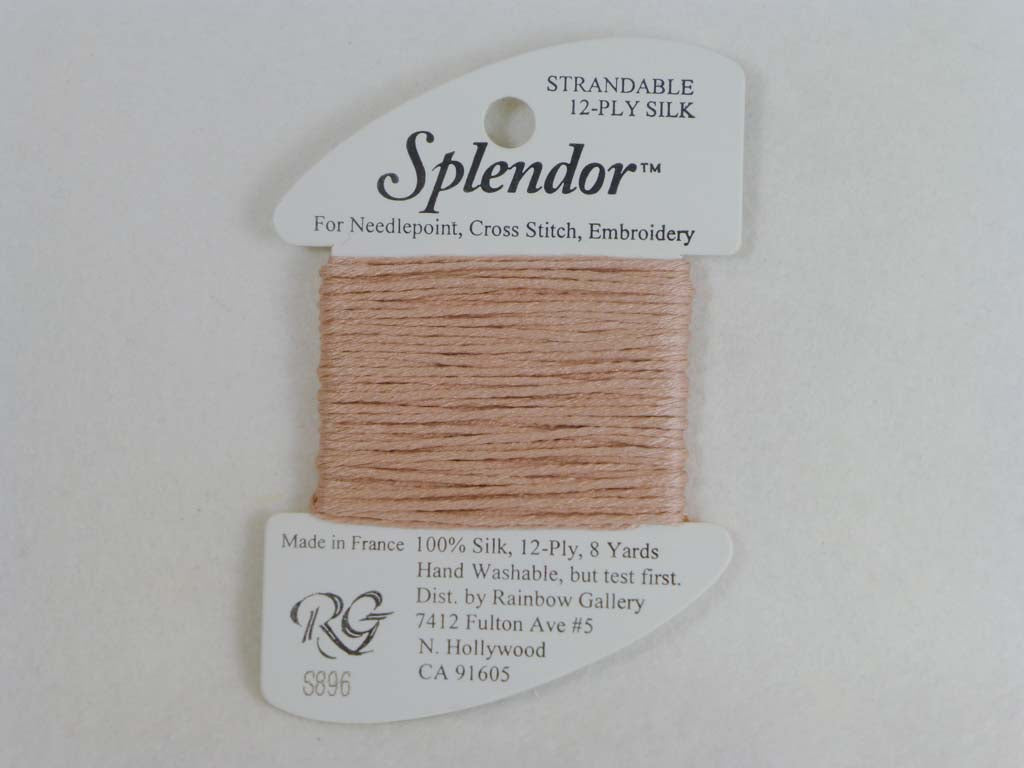 STRANDABLE
12-PLY SILK
Splendor™
For Needlepoint, Cross Stitch, Embroidery
Made in France
100% Silk, 12-Ply, 8 Yards
Hand Washable, but test first.
Dist. by Rainbow Gallery
7412 Fulton Ave #5
N. Hollywood
CA 91605
RG
S896